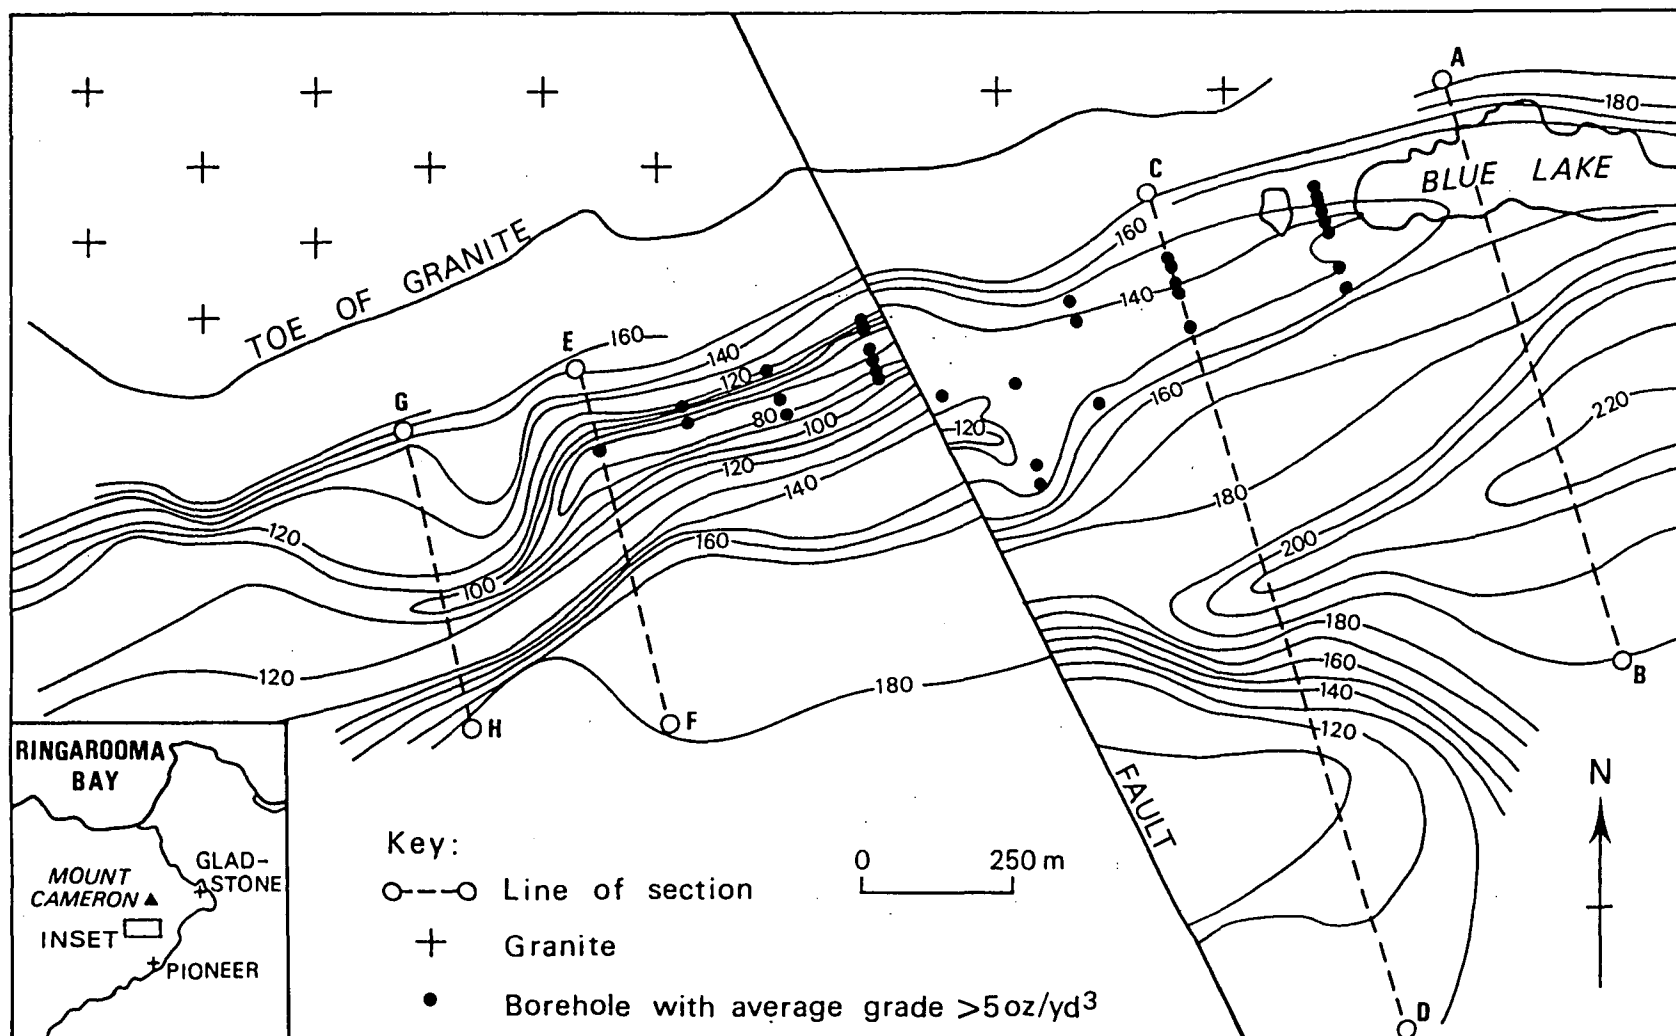 A
180
BLUE LAKE
C
160
140
TOE OF GRANITE
E
160
140
120
G
80
100
120
140
120
160
220
180
200
120
100
160
120
180
180
160
140
120
B
H
F
D
FAULT
N
RINGAROOMA
BAY
GLAD-
STONE
MOUNT
CAMERON
INSET
PIONEER
Key:
0 250 m
Line of section
Granite
Borehole with average grade >5oz/yd³